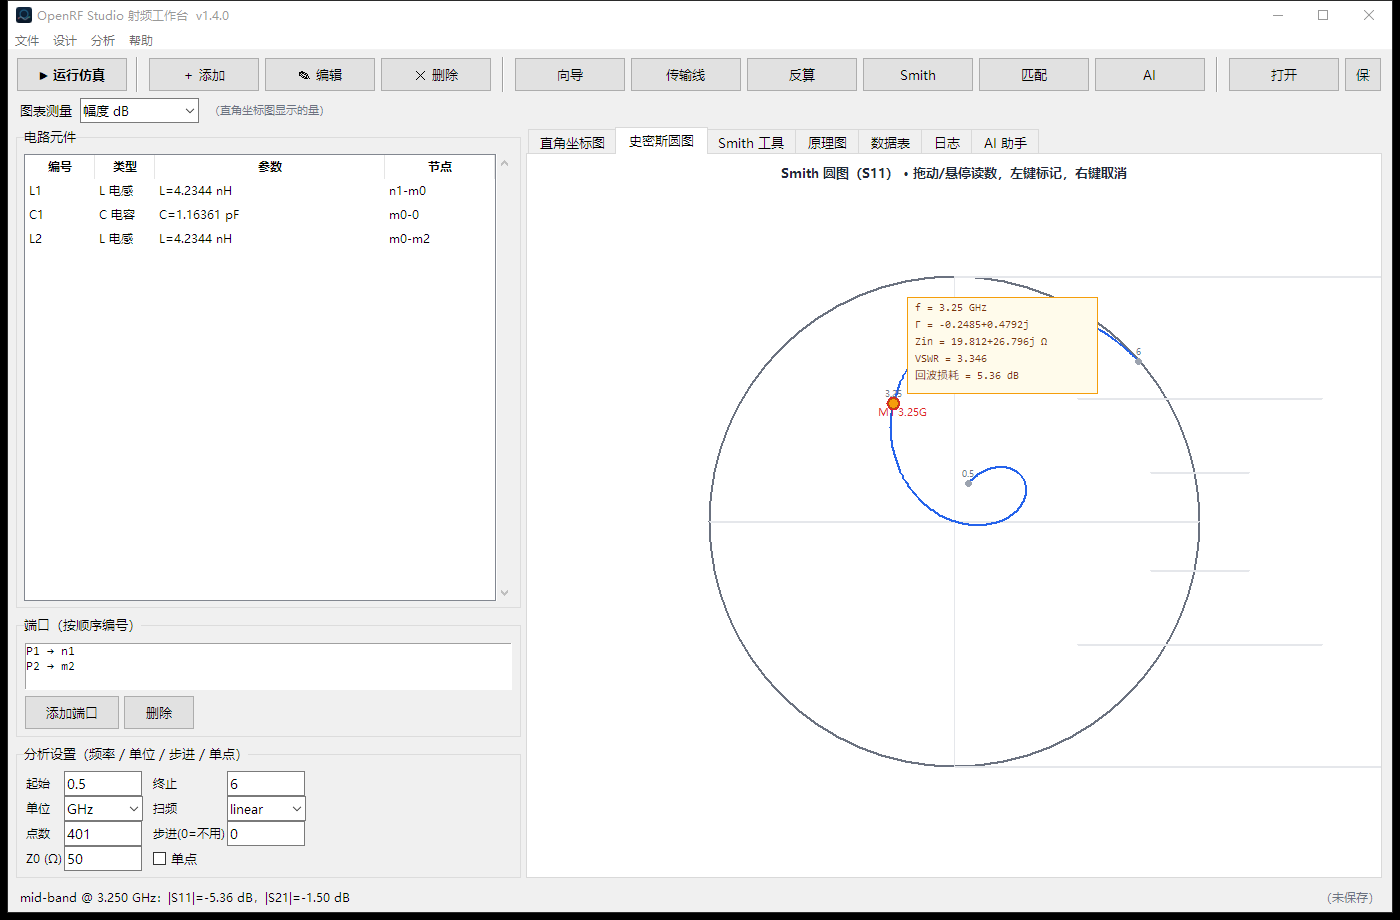 OpenRF Studio 射频工作台 v1.4.0
文件 设计 分析 帮助
▶ 运行仿真 + 添加 ✎ 编辑 ✕ 删除 向导 传输线 反算 Smith 匹配 AI 打开 保
图表测量 幅度 dB (直角坐标图显示的量)
电路元件
编号 类型 参数 节点
L1 L 电感 L=4.2344 nH n1-m0
C1 C 电容 C=1.16361 pF m0-0
L2 L 电感 L=4.2344 nH m0-m2
端口（按顺序编号）
P1 → n1
P2 → m2
添加端口 删除
分析设置（频率 / 单位 / 步进 / 单点）
起始 0.5 终止 6
单位 GHz 扫频 linear
点数 401 步进(0=不用) 0
Z0 (Ω) 50 单点
直角坐标图 史密斯圆图 Smith 工具 原理图 数据表 日志 AI 助手
Smith 圆图（S11） • 拖动/悬停读数，左键标记，右键取消
f = 3.25 GHz
Γ = -0.2485+0.4792j
Zin = 19.812+26.796j Ω
VSWR = 3.346
回波损耗 = 5.36 dB
6
3.25G
0.5
mid-band @ 3.250 GHz: |S11|=-5.36 dB, |S21|=-1.50 dB
(未保存)